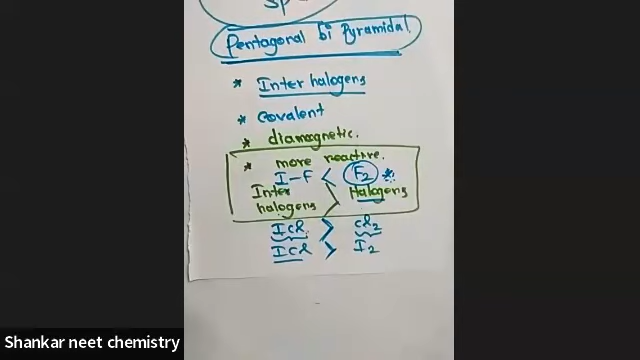 sp
Pentagonal bi Pyramidal
* Inter halogens
* covalent
* diamagnetic.
* more reactive.
I-F < F2 *
Inter halogens > Halogens
Icl > cl2
Icl > I2
Shankar neet chemistry